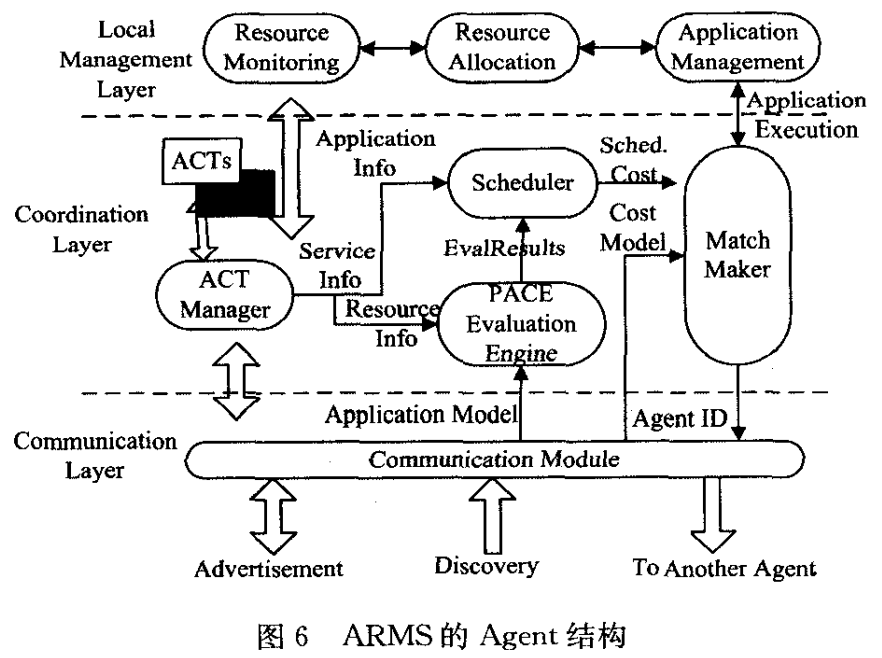 Local
Management
Layer
Resource
Monitoring
Resource
Allocation
Application
Management
Application
Execution
ACTs
Application
Info
Scheduler
Sched.
Cost
Coordination
Layer
Cost
Model
Match
Maker
EvalResults
Service
Info
ACT
Manager
Resource
Info
PACE
Evaluation
Engine
Application Model
Agent ID
Communication
Layer
Communication Module
Advertisement
Discovery
To Another Agent
图 6 ARMS 的 Agent 结构